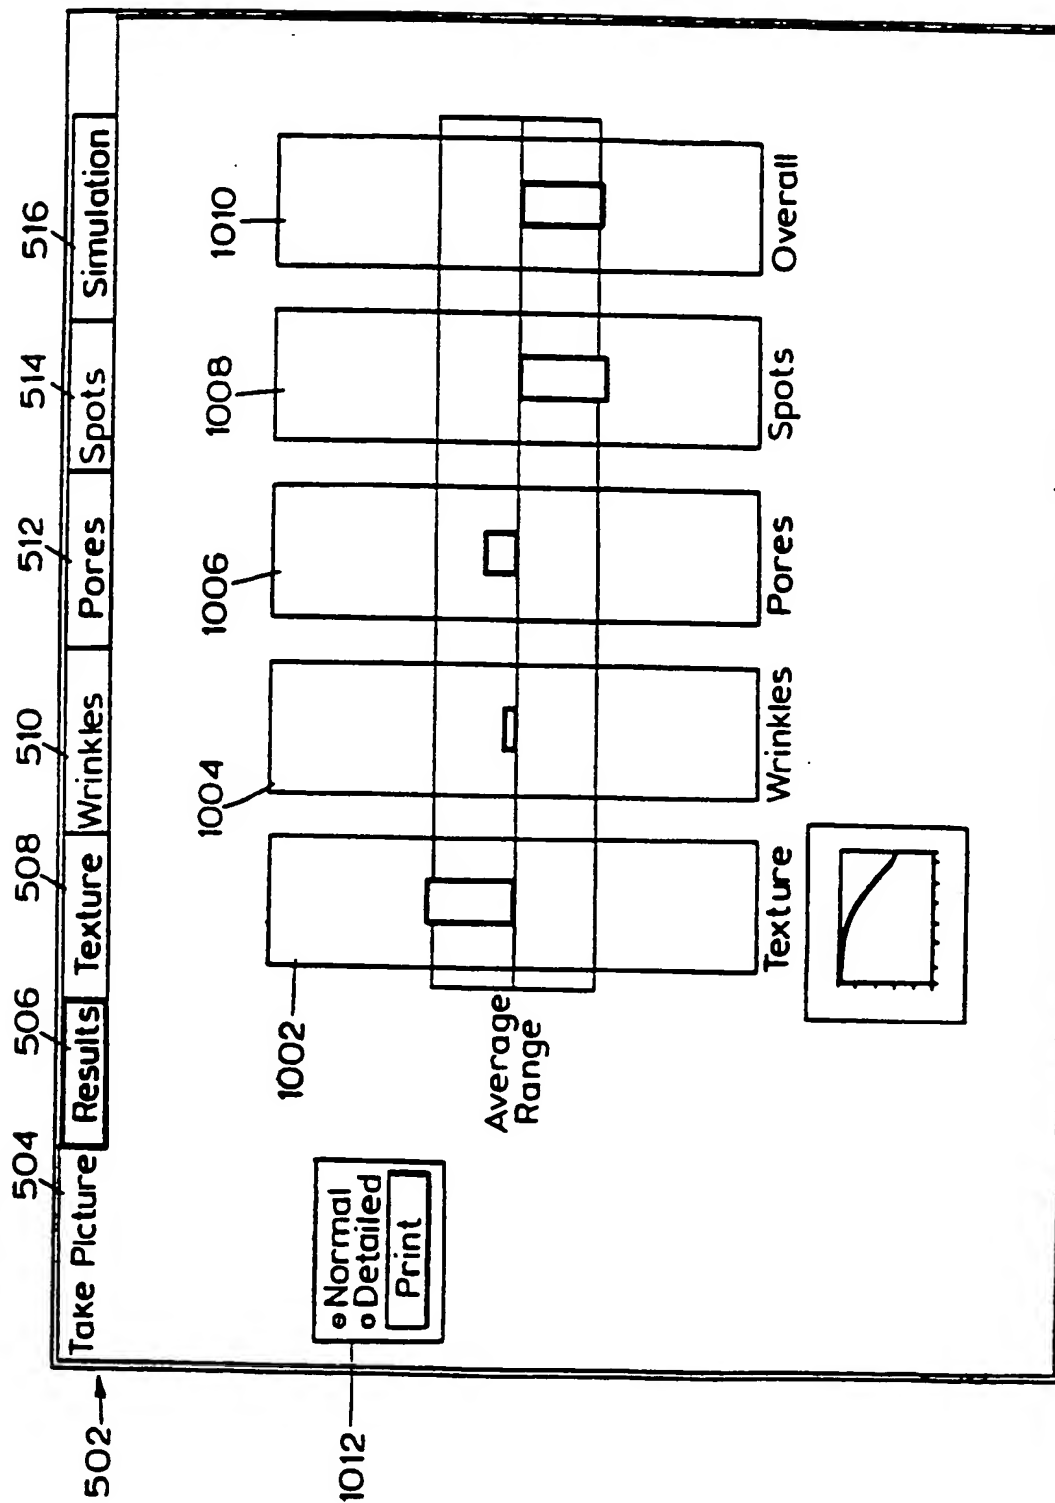 504 506 508 510 512 514 516
502
Take Picture Results Texture Wrinkles Pores Spots Simulation
1002 1004 1006 1008 1010
1012
Normal
Detailed
Print
Average
Range
Texture Wrinkles Pores Spots Overall